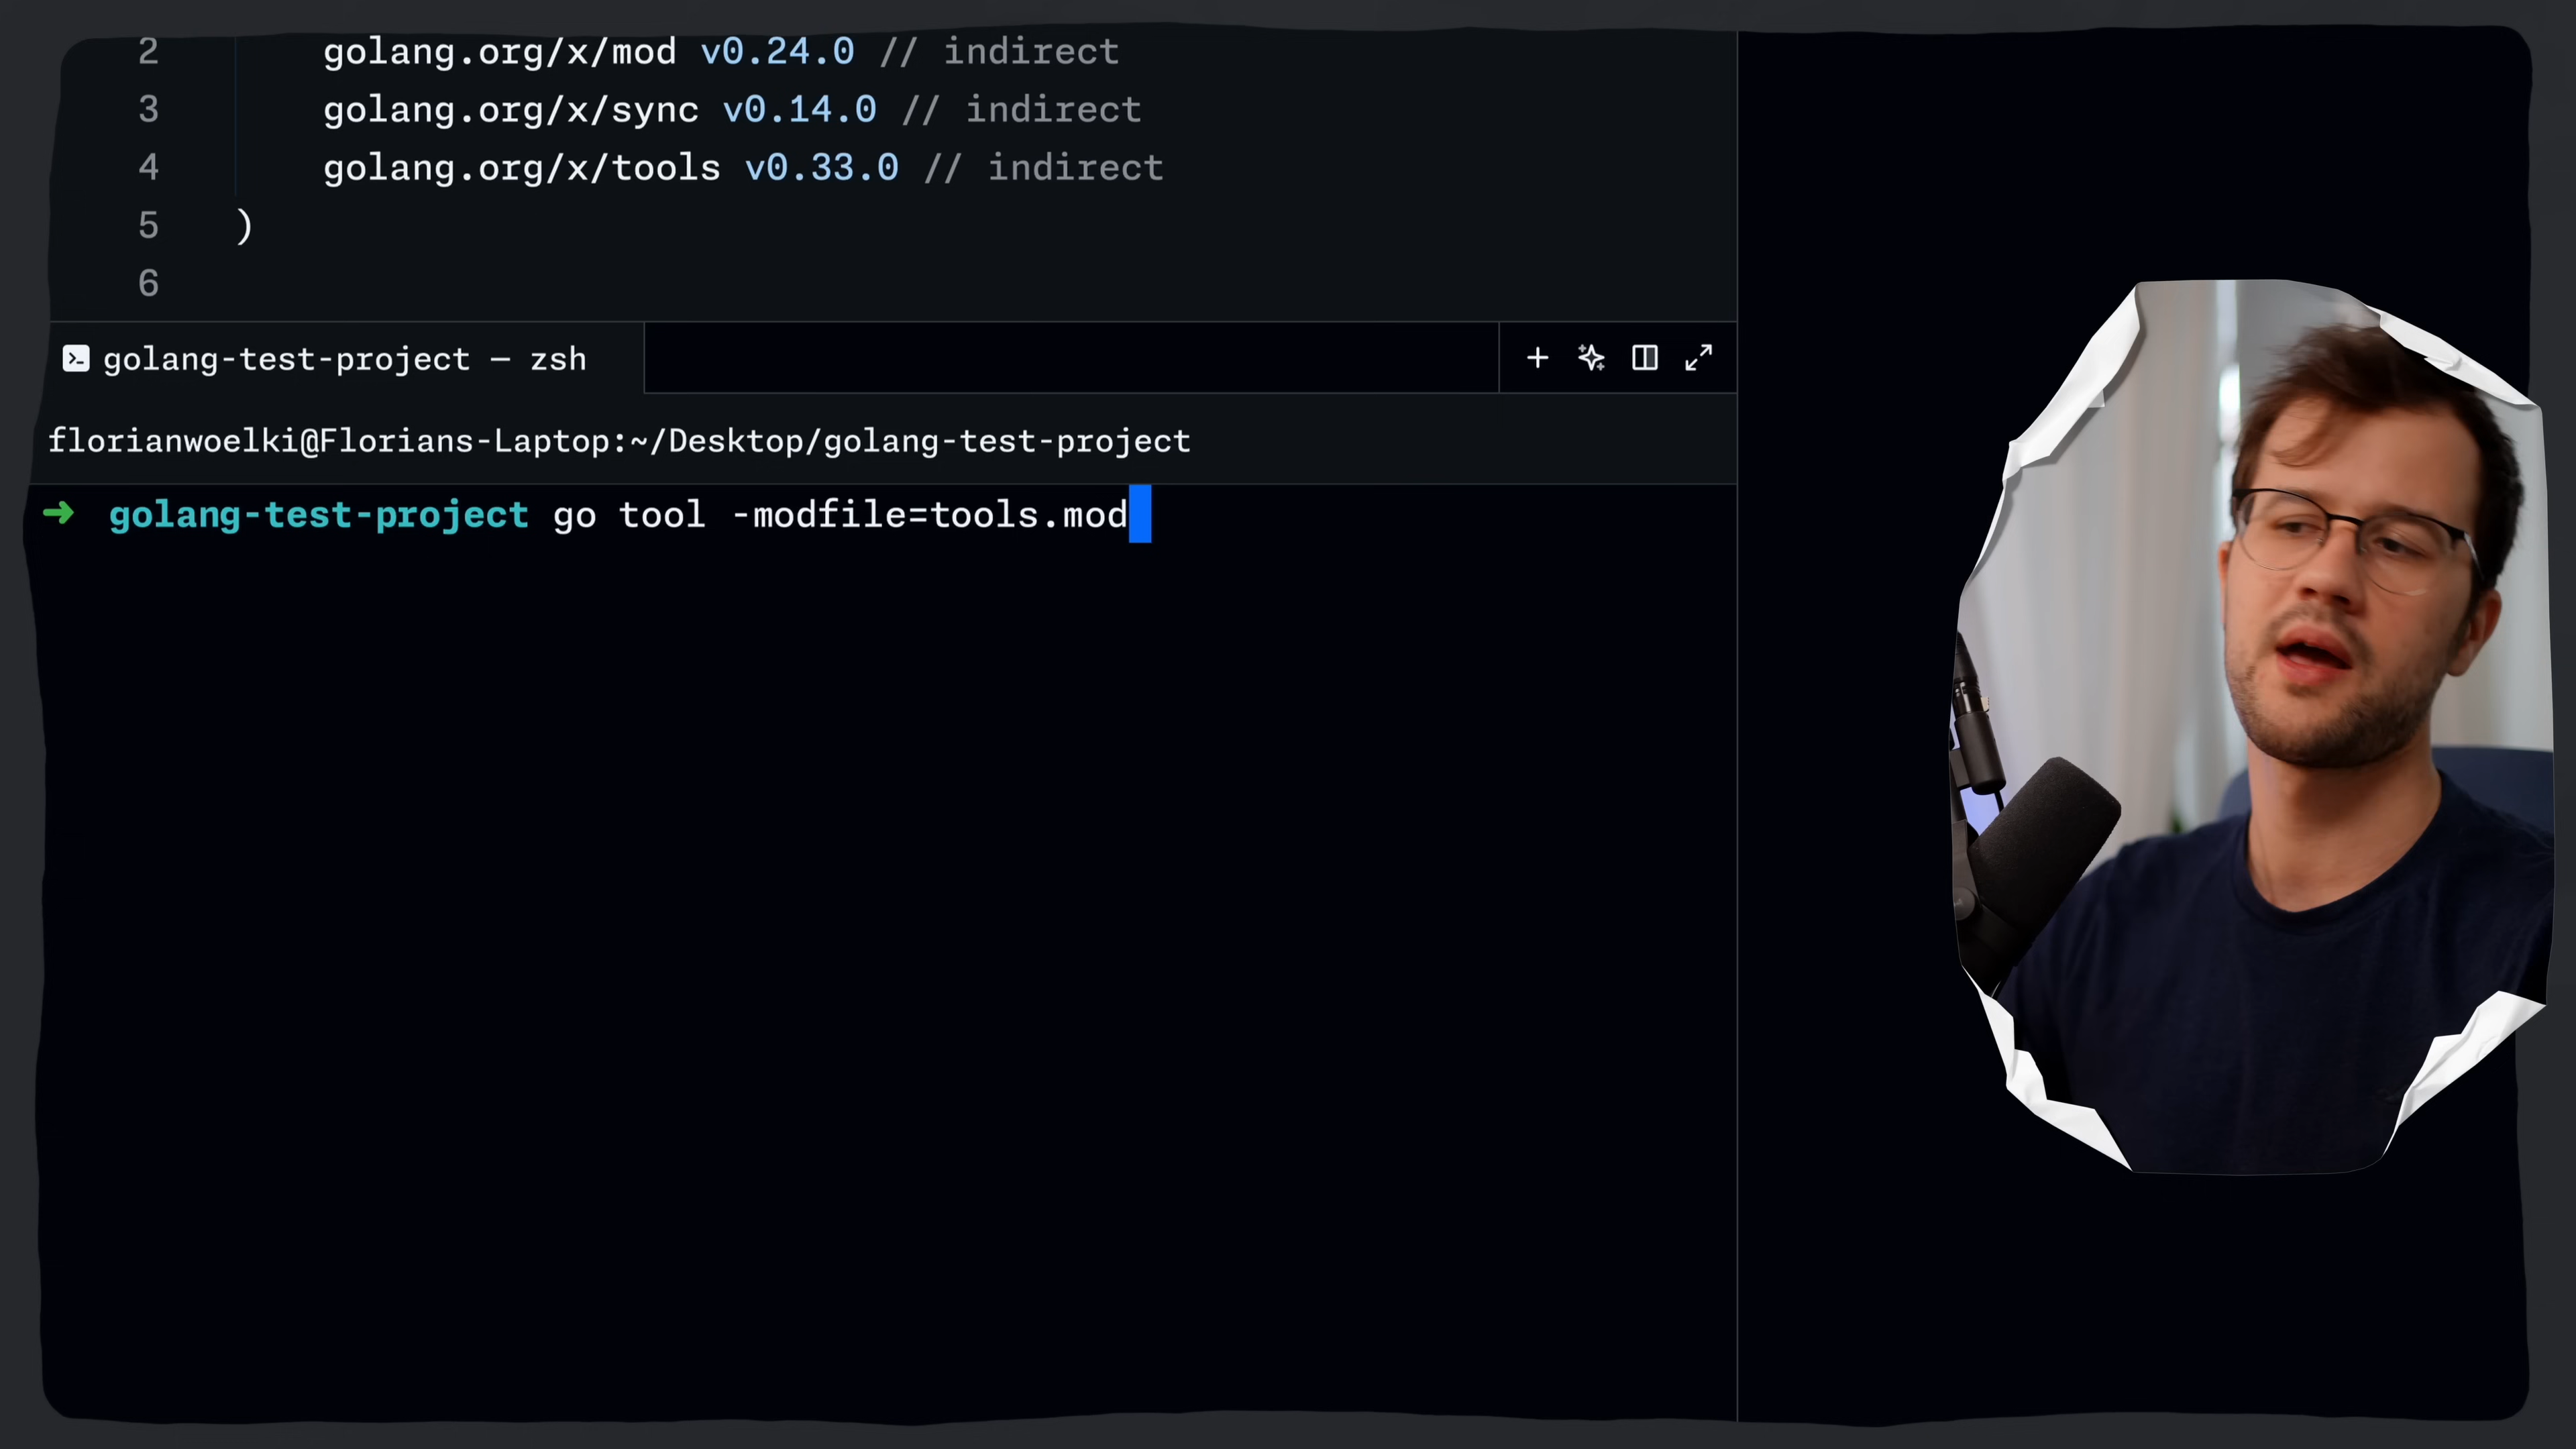 2 golang.org/x/mod v0.24.0 // indirect
3 golang.org/x/sync v0.14.0 // indirect
4 golang.org/x/tools v0.33.0 // indirect
5 )
6
golang-test-project — zsh
florianwoelki@Florians-Laptop:~/Desktop/golang-test-project
➜ golang-test-project go tool -modfile=tools.mod